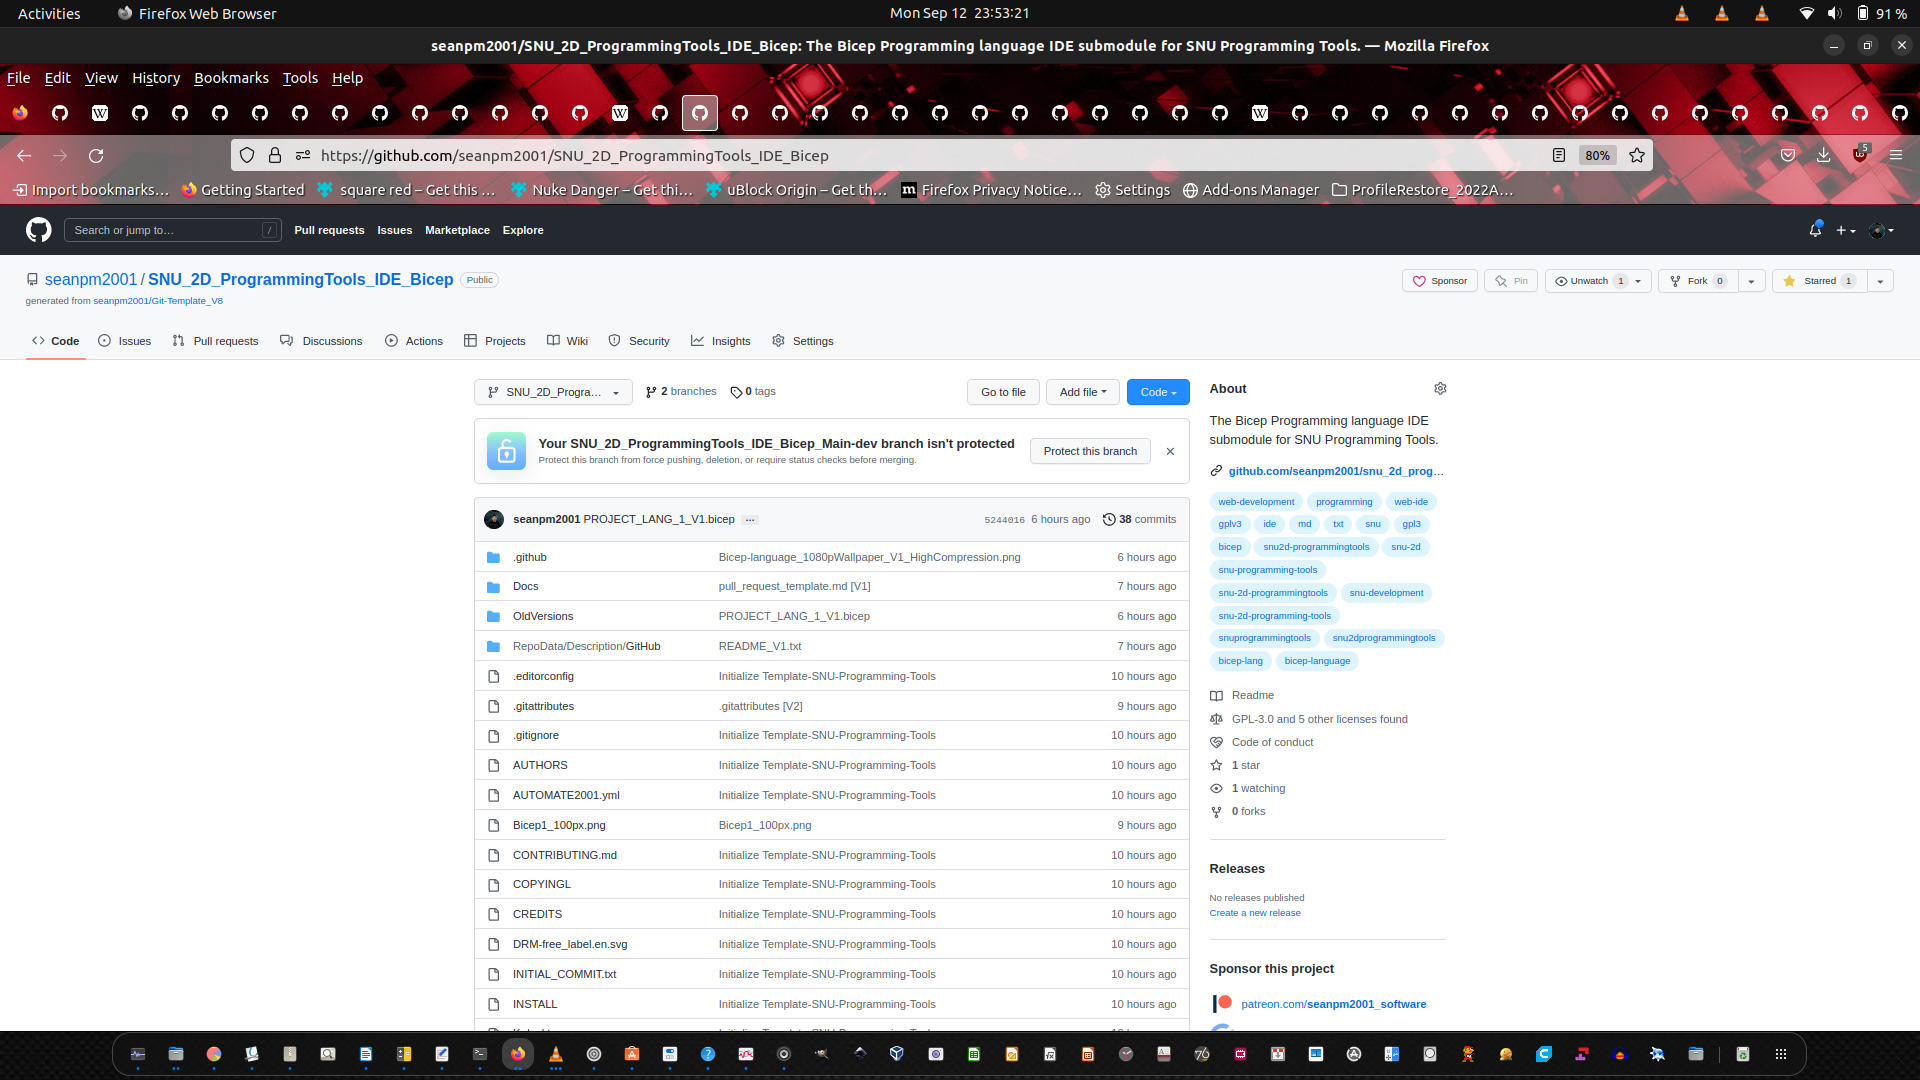 Activities
Firefox Web Browser
Mon Sep 12 23:53:21
91 %
seanpm2001/SNU_2D_ProgrammingTools_IDE_Bicep: The Bicep Programming language IDE submodule for SNU Programming Tools. — Mozilla Firefox
File Edit View History Bookmarks Tools Help
https://github.com/seanpm2001/SNU_2D_ProgrammingTools_IDE_Bicep
80%
5
Import bookmarks…
Getting Started
square red – Get this …
Nuke Danger – Get thi…
uBlock Origin – Get th…
Firefox Privacy Notice…
Settings
Add-ons Manager
ProfileRestore_2022A…
Search or jump to…
/
Pull requests
Issues
Marketplace
Explore
seanpm2001 / SNU_2D_ProgrammingTools_IDE_Bicep
Public
generated from seanpm2001/Git-Template_V8
Sponsor
Pin
Unwatch 1
Fork 0
Starred 1
Code
Issues
Pull requests
Discussions
Actions
Projects
Wiki
Security
Insights
Settings
SNU_2D_Progra…
2 branches
0 tags
Go to file
Add file
Code
Your SNU_2D_ProgrammingTools_IDE_Bicep_Main-dev branch isn't protected
Protect this branch from force pushing, deletion, or require status checks before merging.
Protect this branch
seanpm2001 PROJECT_LANG_1_V1.bicep …
5244016 6 hours ago
38 commits
.github Bicep-language_1080pWallpaper_V1_HighCompression.png 6 hours ago
Docs pull_request_template.md [V1] 7 hours ago
OldVersions PROJECT_LANG_1_V1.bicep 6 hours ago
RepoData/Description/GitHub README_V1.txt 7 hours ago
.editorconfig Initialize Template-SNU-Programming-Tools 10 hours ago
.gitattributes .gitattributes [V2] 9 hours ago
.gitignore Initialize Template-SNU-Programming-Tools 10 hours ago
AUTHORS Initialize Template-SNU-Programming-Tools 10 hours ago
AUTOMATE2001.yml Initialize Template-SNU-Programming-Tools 10 hours ago
Bicep1_100px.png Bicep1_100px.png 9 hours ago
CONTRIBUTING.md Initialize Template-SNU-Programming-Tools 10 hours ago
COPYINGL Initialize Template-SNU-Programming-Tools 10 hours ago
CREDITS Initialize Template-SNU-Programming-Tools 10 hours ago
DRM-free_label.en.svg Initialize Template-SNU-Programming-Tools 10 hours ago
INITIAL_COMMIT.txt Initialize Template-SNU-Programming-Tools 10 hours ago
INSTALL Initialize Template-SNU-Programming-Tools 10 hours ago
About
The Bicep Programming language IDE
submodule for SNU Programming Tools.
github.com/seanpm2001/snu_2d_prog…
web-development programming web-ide
gplv3 ide md txt snu gpl3
bicep snu2d-programmingtools snu-2d
snu-programming-tools
snu-2d-programmingtools snu-development
snu-2d-programming-tools
snuprogrammingtools snu2dprogrammingtools
bicep-lang bicep-language
Readme
GPL-3.0 and 5 other licenses found
Code of conduct
1 star
1 watching
0 forks
Releases
No releases published
Create a new release
Sponsor this project
patreon.com/seanpm2001_software